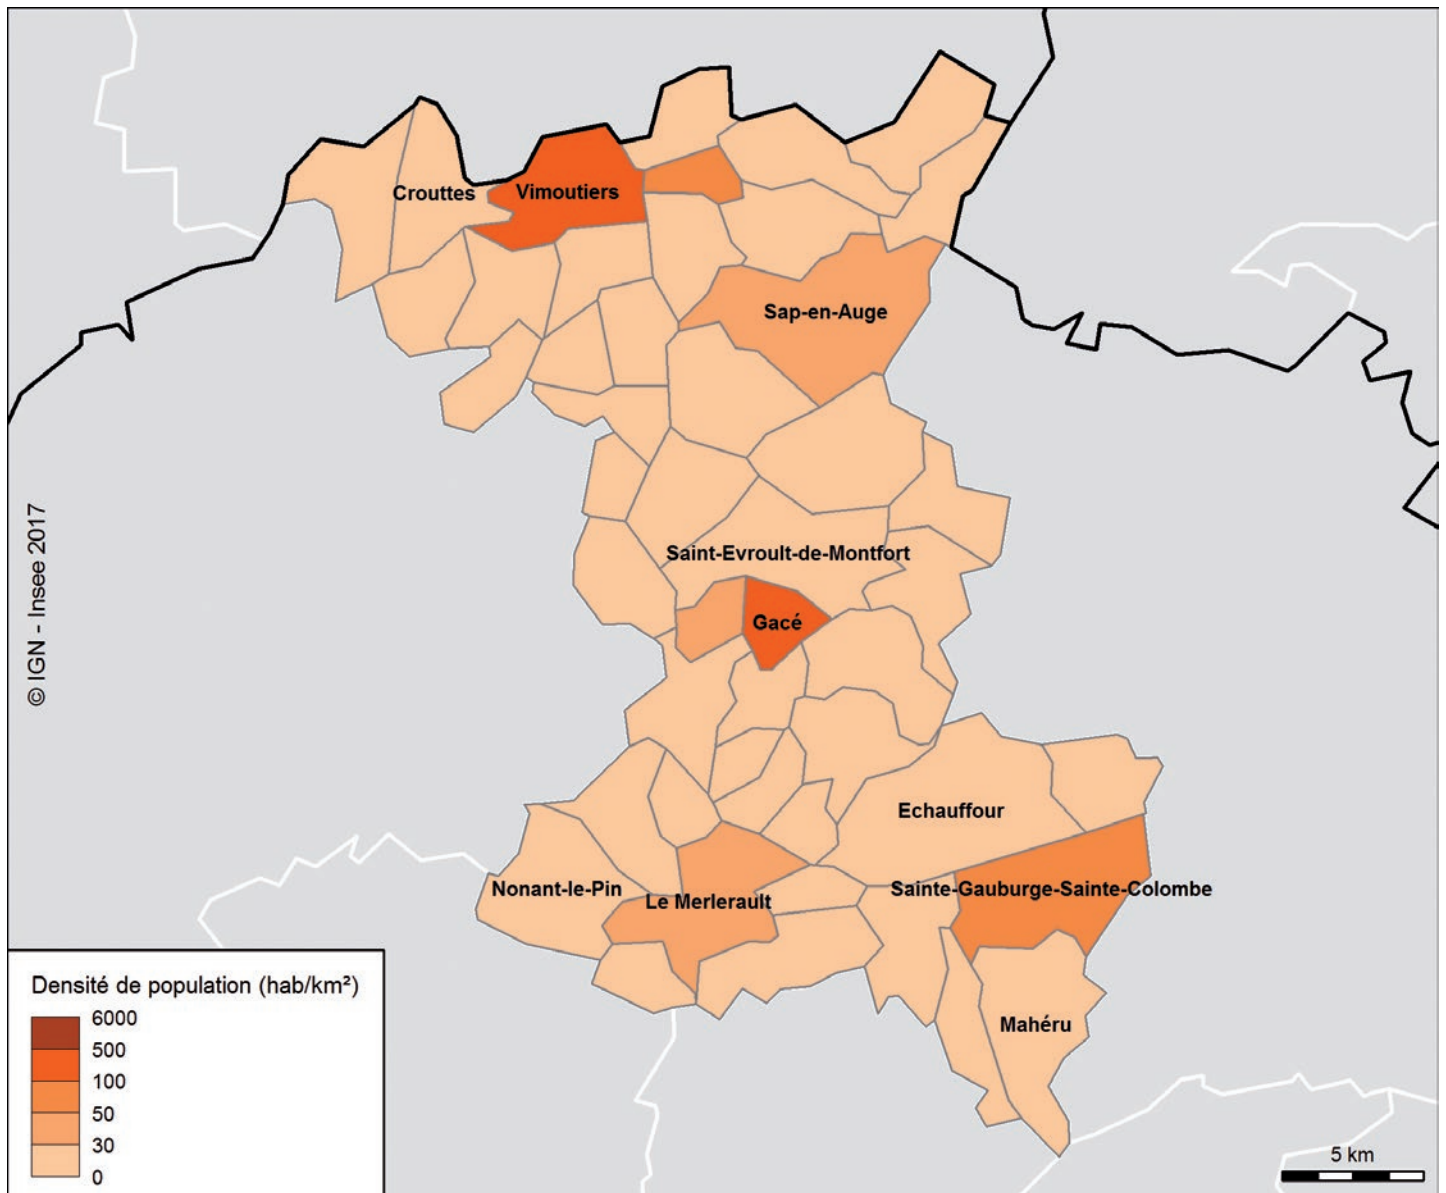 Crouttes
Vimoutiers
Sap-en-Auge
Saint-Evroult-de-Montfort
Gacé
Echauffour
Nonant-le-Pin
Le Merlerault
Sainte-Gauburge-Sainte-Colombe
Mahéru
© IGN - Insee 2017
Densité de population (hab/km²)
6000
500
100
50
30
0
5 km